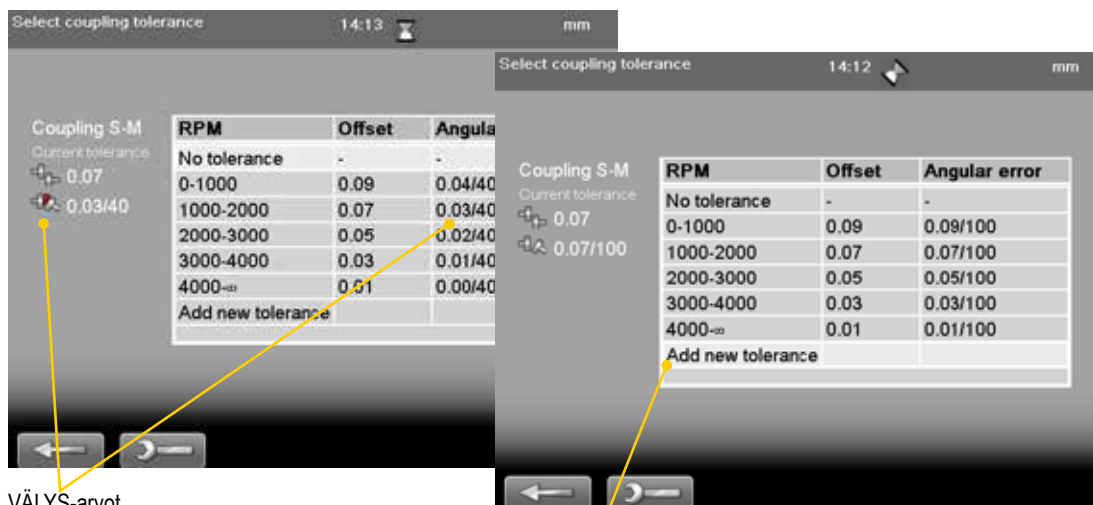 Select coupling tolerance 14:13 mm
Coupling S-M
Current tolerance
0.07
0.03/40
RPM Offset Angula
No tolerance - -
0-1000 0.09 0.04/40
1000-2000 0.07 0.03/40
2000-3000 0.05 0.02/40
3000-4000 0.03 0.01/40
4000-∞ 0.01 0.00/40
Add new tolerance
VÄLYS-arvot
Select coupling tolerance 14:12 mm
Coupling S-M
Current tolerance
0.07
0.07/100
RPM Offset Angular error
No tolerance - -
0-1000 0.09 0.09/100
1000-2000 0.07 0.07/100
2000-3000 0.05 0.05/100
3000-4000 0.03 0.03/100
4000-∞ 0.01 0.01/100
Add new tolerance